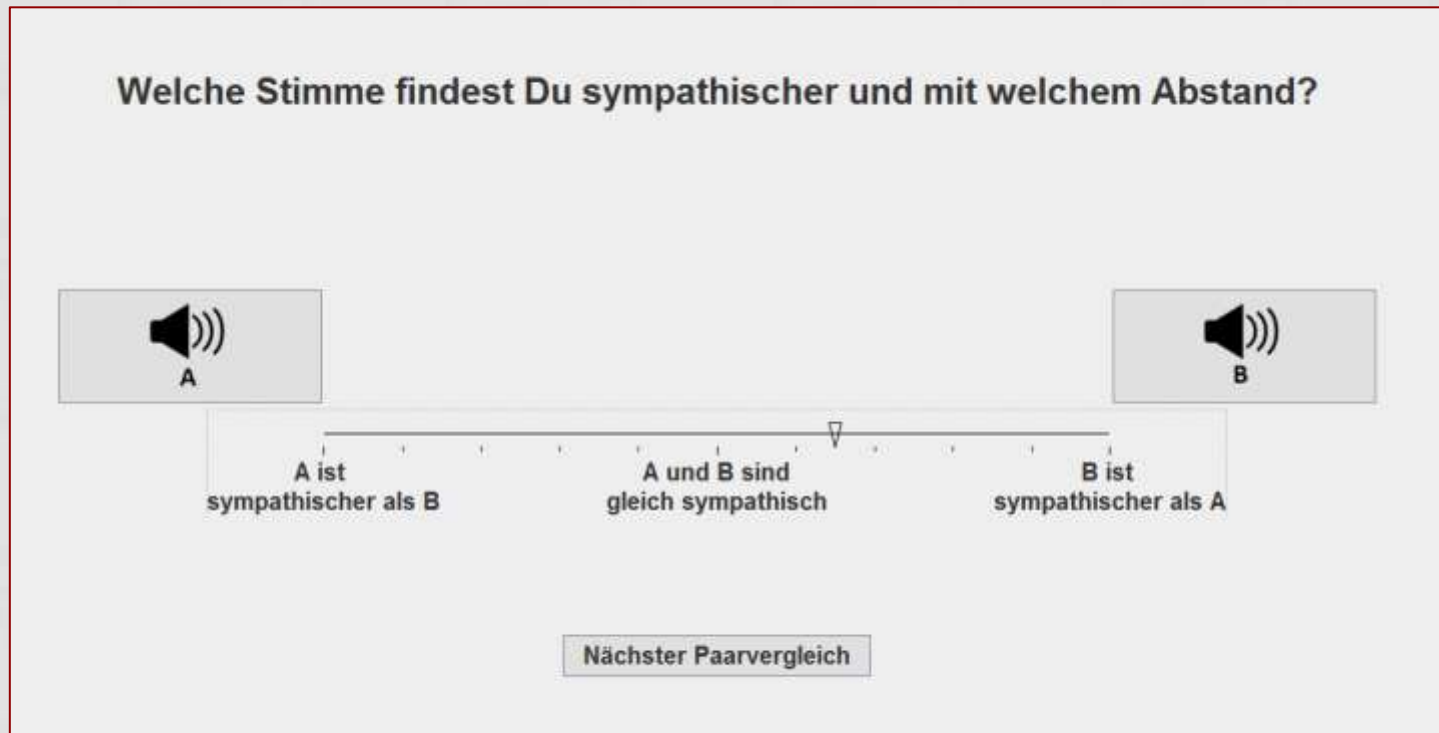 Welche Stimme findest Du sympathischer und mit welchem Abstand?
A
B
A ist
sympathischer als B
A und B sind
gleich sympathisch
B ist
sympathischer als A
Nächster Paarvergleich